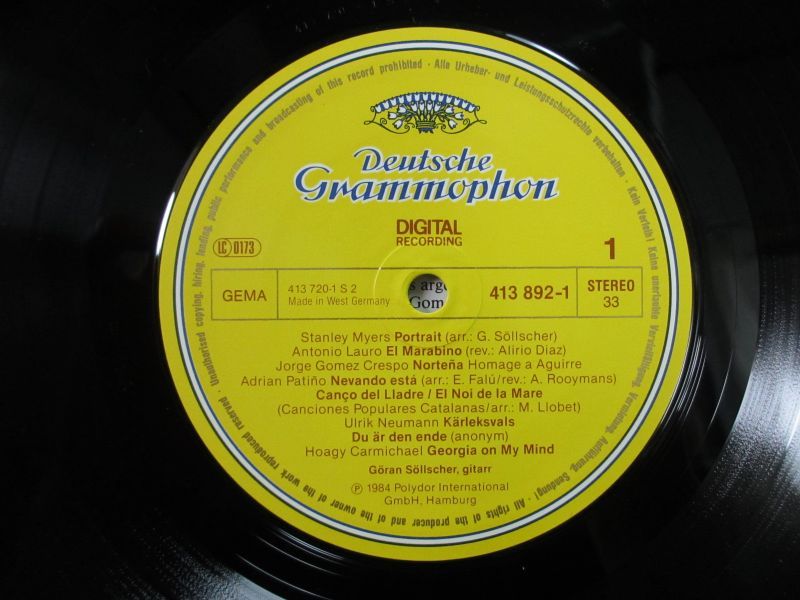 Unauthorised copying, hiring, lending, public performance and broadcasting of this record prohibited · Alle Urheber- und Leistungsschutzrechte vorbehalten · Kein Verleih! Keine unerlaubte Vervielfältigung, Vermietung, Aufführung, Sendung! · All rights of the producer and of the owner of the work reproduced reserved ·
Deutsche
Grammophon
DIGITAL
RECORDING
LC 0173
1
GEMA
413 720-1 S 2
Made in West Germany
s arge
Gom
413 892-1
STEREO
33
Stanley Myers Portrait (arr.: G. Söllscher)
Antonio Lauro El Marabino (rev.: Alirio Diaz)
Jorge Gomez Crespo Norteña Homage a Aguirre
Adrian Patiño Nevando está (arr.: E. Falú/rev.: A. Rooymans)
Canço del Lladre / El Noi de la Mare
(Canciones Populares Catalanas/arr.: M. Llobet)
Ulrik Neumann Kärleksvals
Du är den ende (anonym)
Hoagy Carmichael Georgia on My Mind
Göran Söllscher, gitarr
℗ 1984 Polydor International
GmbH, Hamburg